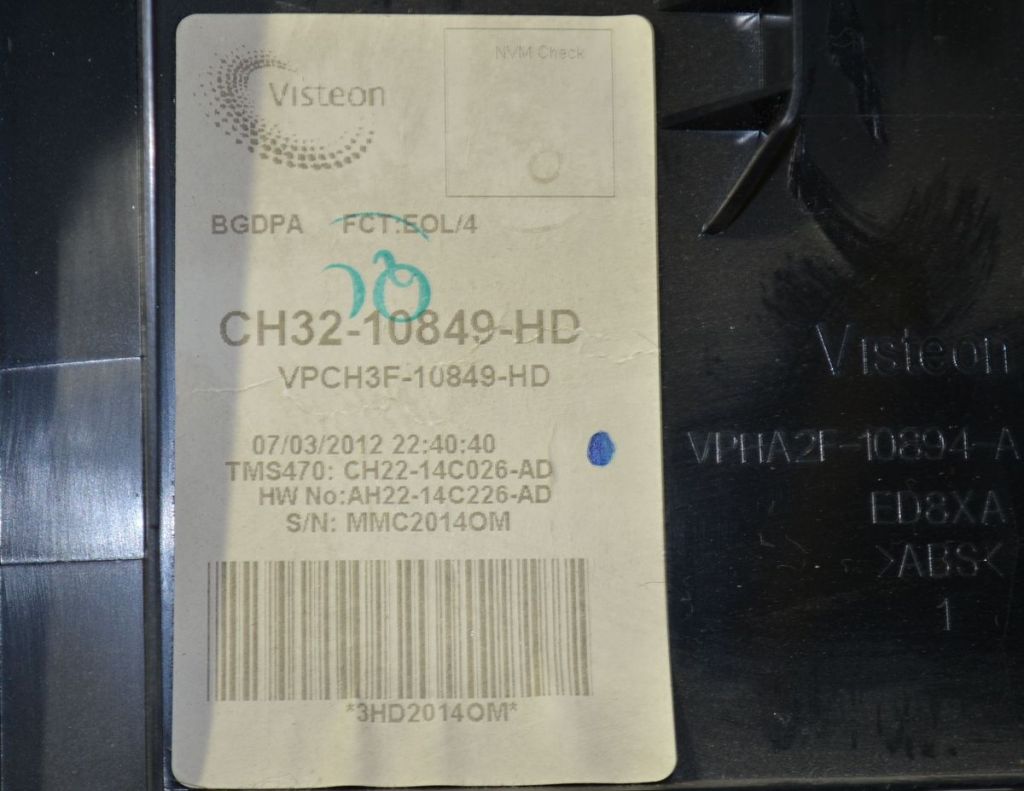 Visteon
NVM Check
BGDPA FCT:EOL/4
CH32-10849-HD
VPCH3F-10849-HD
07/03/2012 22:40:40
TMS470: CH22-14C026-AD
HW No:AH22-14C226-AD
S/N: MMC2014OM
*3HD2014OM*
Visteon
VPHA2F-10894-A
ED8XA
>ABS<
1